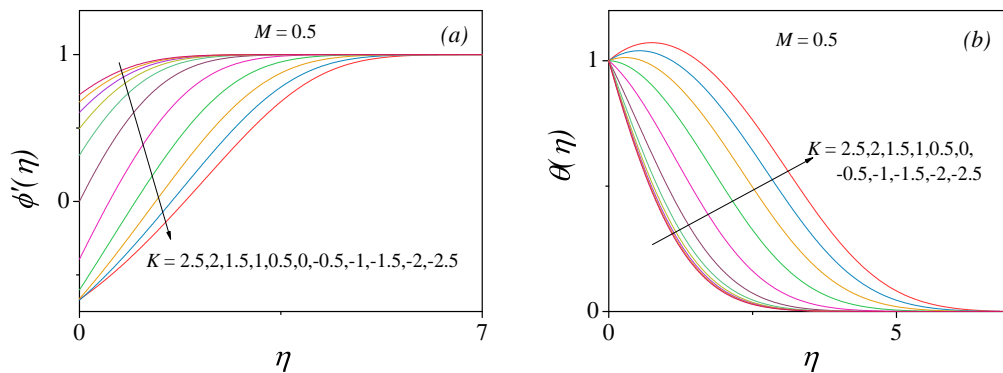 M = 0.5
(a)
1
0
ϕ'(η)
K = 2.5,2,1.5,1,0.5,0,-0.5,-1,-1.5,-2,-2.5
0
7
η
M = 0.5
(b)
1
0
θ(η)
K = 2.5,2,1.5,1,0.5,0,
-0.5,-1,-1.5,-2,-2.5
0
5
η